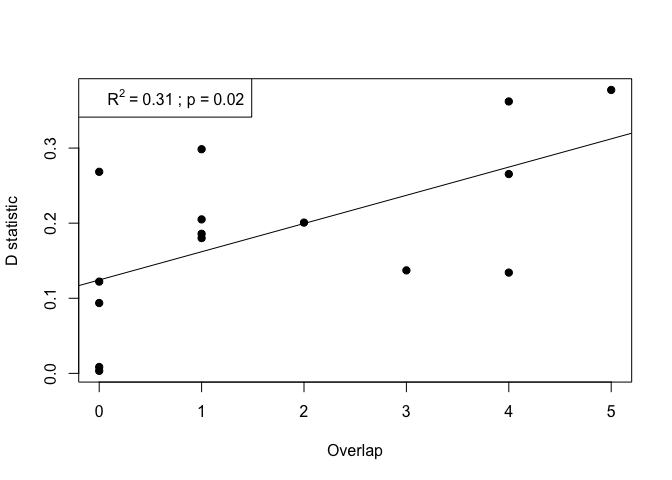 R² = 0.31 ; p = 0.02
D statistic
0.3
0.2
0.1
0.0
0 1 2 3 4 5
Overlap